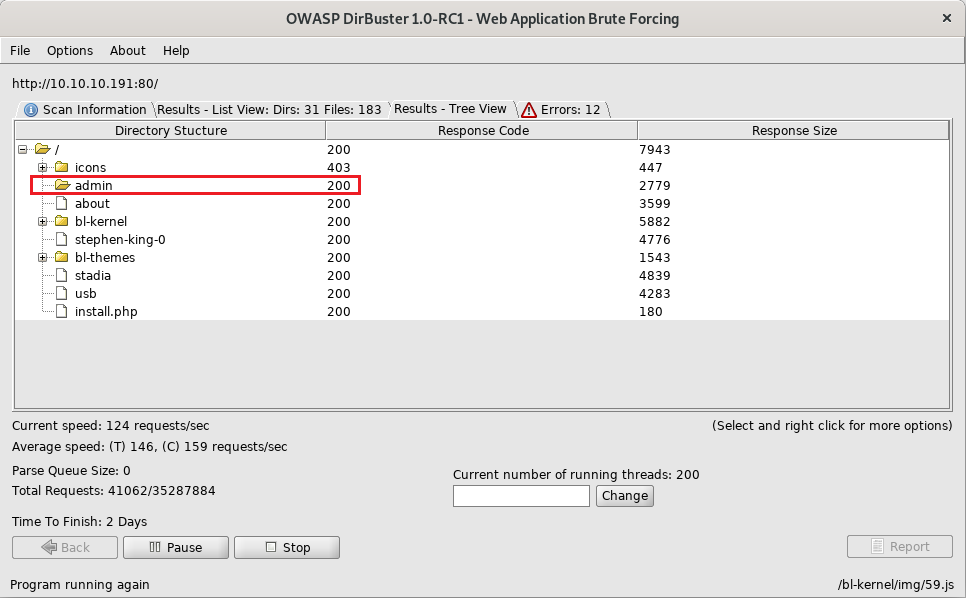 OWASP DirBuster 1.0-RC1 - Web Application Brute Forcing ×
File Options About Help
http://10.10.10.191:80/
Scan Information Results - List View: Dirs: 31 Files: 183 Results - Tree View Errors: 12
Directory Stucture Response Code Response Size
/ 200 7943
icons 403 447
admin 200 2779
about 200 3599
bl-kernel 200 5882
stephen-king-0 200 4776
bl-themes 200 1543
stadia 200 4839
usb 200 4283
install.php 200 180
Current speed: 124 requests/sec (Select and right click for more options)
Average speed: (T) 146, (C) 159 requests/sec
Parse Queue Size: 0
Current number of running threads: 200
Total Requests: 41062/35287884
Change
Time To Finish: 2 Days
Back Pause Stop Report
Program running again /bl-kernel/img/59.js